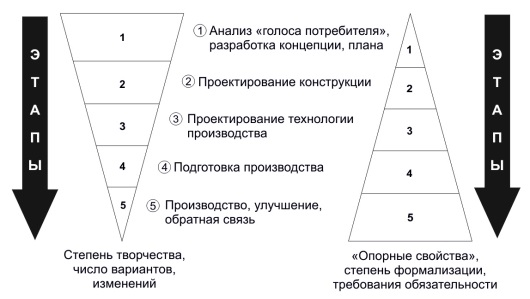 ЭТАПЫ
1
2
3
4
5
① Анализ «голоса потребителя»,
разработка концепции, плана
② Проектирование конструкции
③ Проектирование технологии
производства
④ Подготовка производства
⑤ Производство, улучшение,
обратная связь
1
2
3
4
5
ЭТАПЫ
Степень творчества,
число вариантов,
изменений
«Опорные свойства»,
степень формализации,
требования обязательности